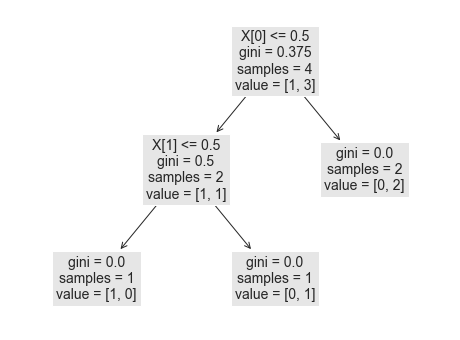 X[0] <= 0.5
gini = 0.375
samples = 4
value = [1, 3]
X[1] <= 0.5
gini = 0.5
samples = 2
value = [1, 1]
gini = 0.0
samples = 2
value = [0, 2]
gini = 0.0
samples = 1
value = [1, 0]
gini = 0.0
samples = 1
value = [0, 1]